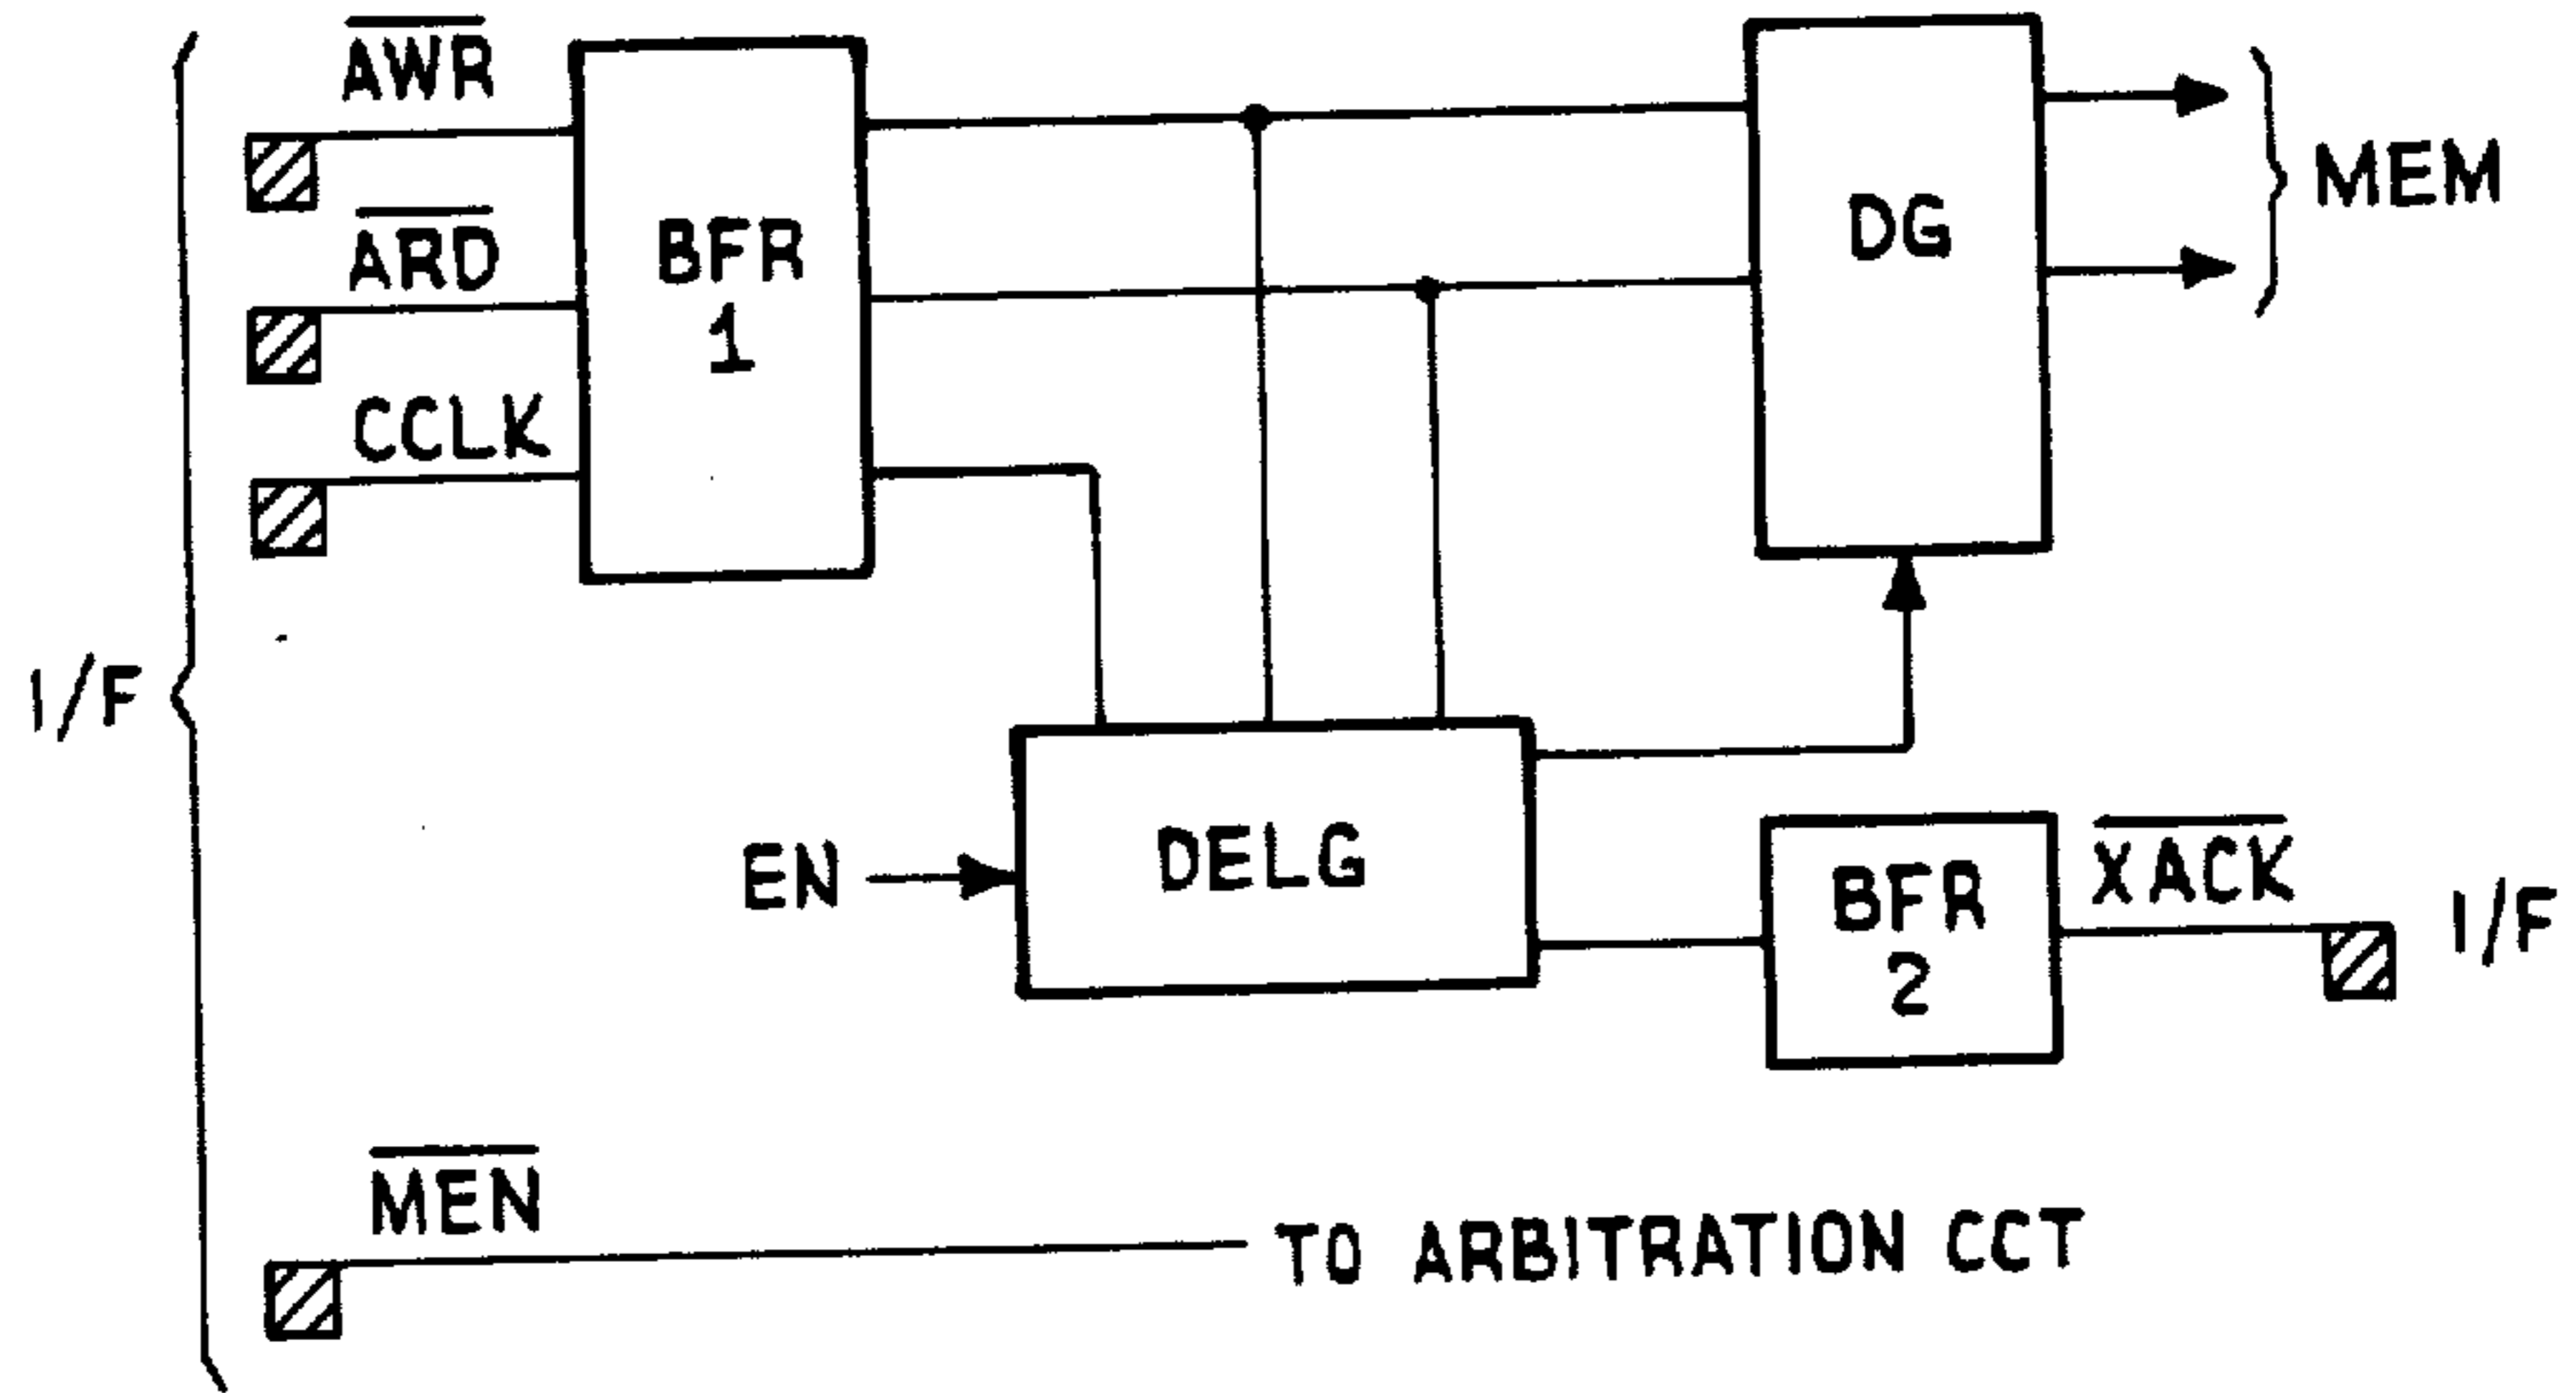 AWR
ARD
CCLK
BFR
1
DG
MEM
I/F
EN
DELG
BFR
2
XACK
I/F
MEN
TO ARBITRATION CCT